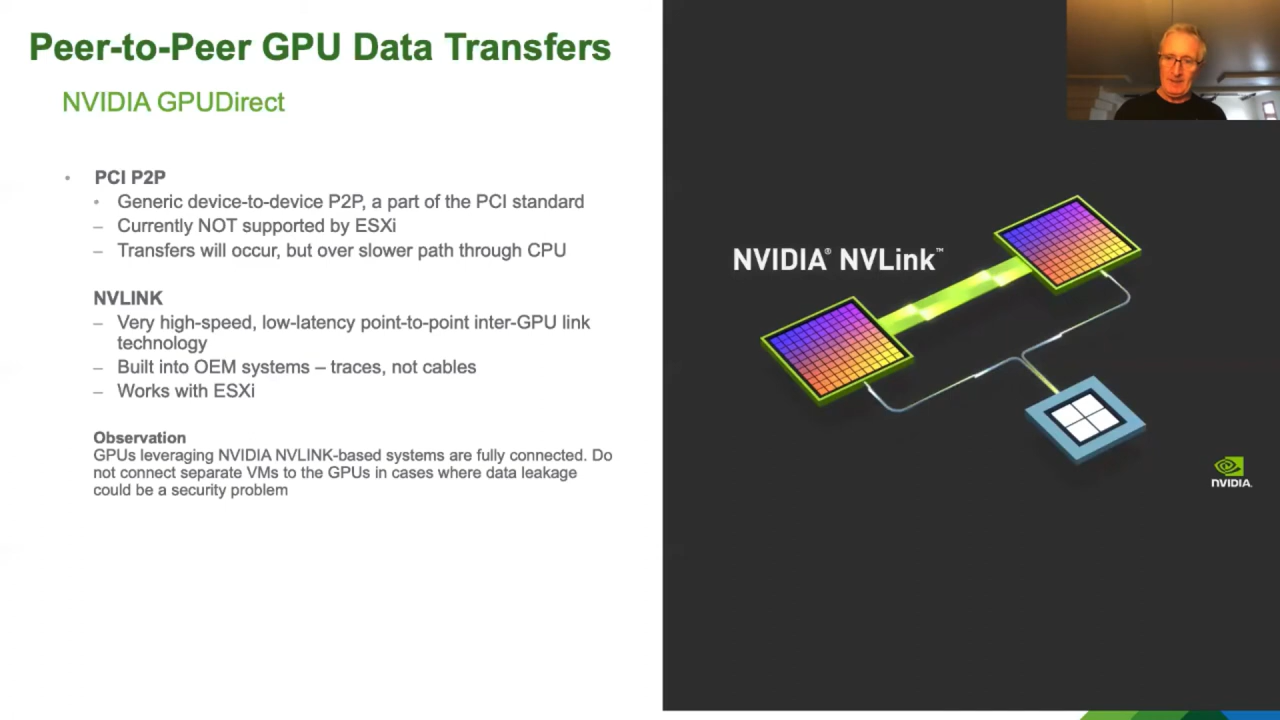 Peer-to-Peer GPU Data Transfers
NVIDIA GPUDirect
• PCI P2P
• Generic device-to-device P2P, a part of the PCI standard
– Currently NOT supported by ESXi
– Transfers will occur, but over slower path through CPU
NVLINK
– Very high-speed, low-latency point-to-point inter-GPU link
technology
– Built into OEM systems – traces, not cables
– Works with ESXi
Observation
GPUs leveraging NVIDIA NVLINK-based systems are fully connected. Do
not connect separate VMs to the GPUs in cases where data leakage
could be a security problem
NVIDIA® NVLink™
NVIDIA.